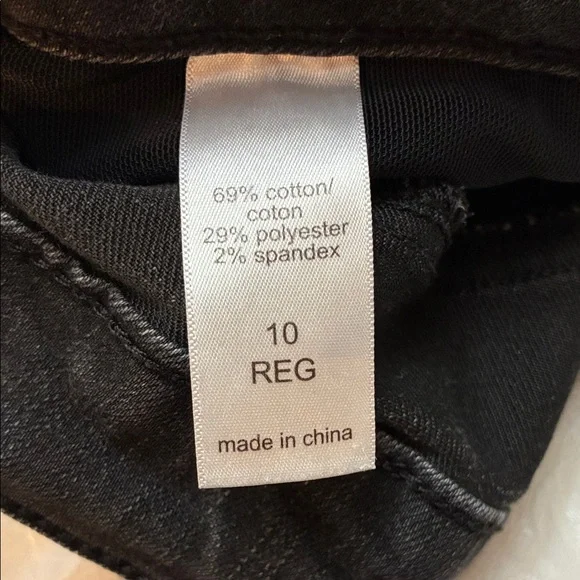 69% cotton/
coton
29% polyester
2% spandex
10
REG
made in china